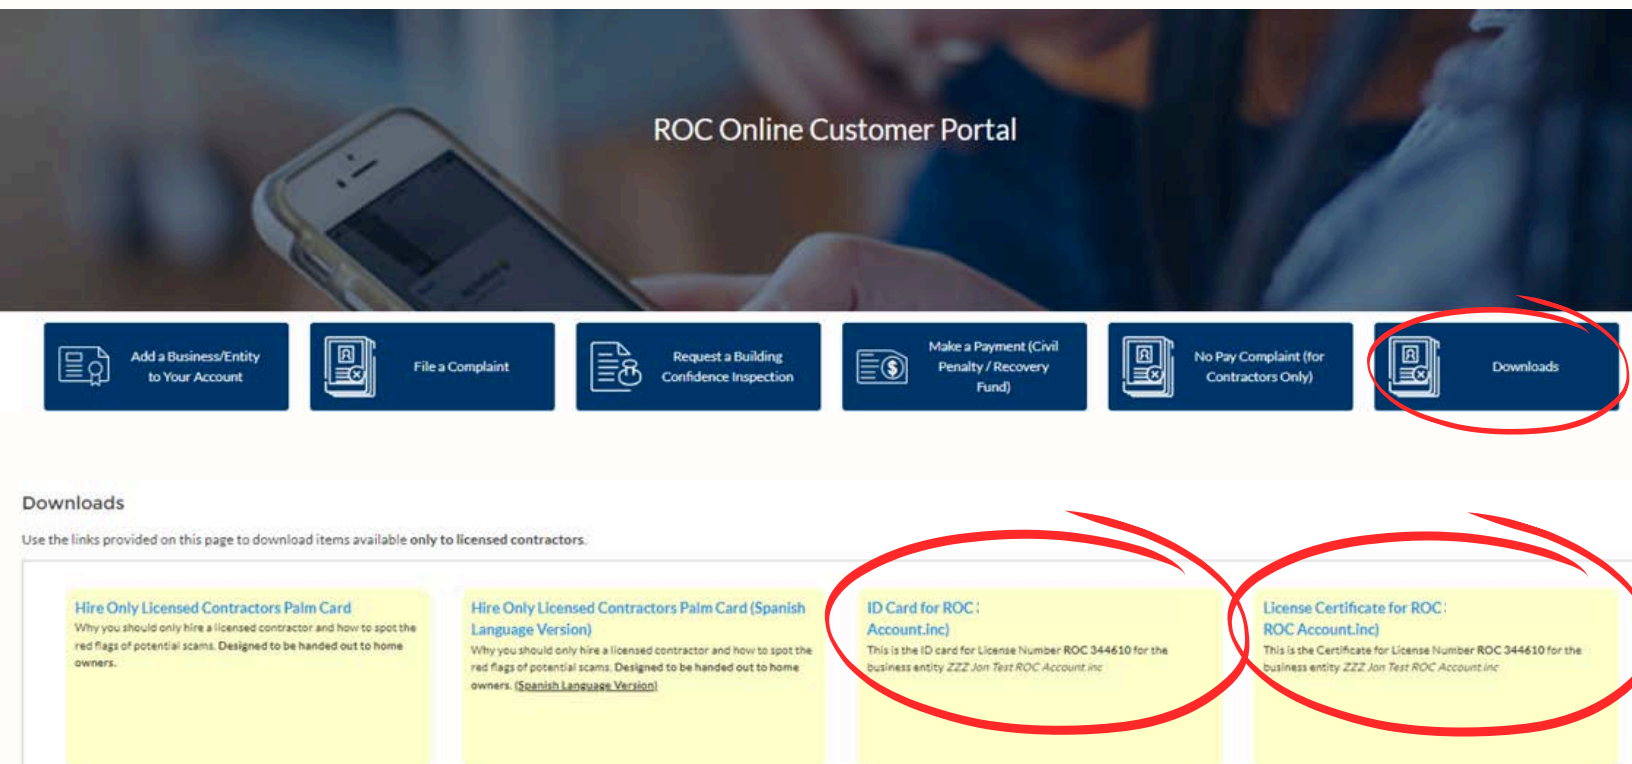 ROC Online Customer Portal
Add a Business/Entity
to Your Account
File a Complaint
Request a Building
Confidence Inspection
Make a Payment (Civil
Penalty / Recovery
Fund)
No Pay Complaint (for
Contractors Only)
Downloads
Downloads
Use the links provided on this page to download items available only to licensed contractors.
Hire Only Licensed Contractors Palm Card
Why you should only hire a licensed contractor and how to spot the
red flags of potential scams. Designed to be handed out to home
owners.
Hire Only Licensed Contractors Palm Card (Spanish
Language Version)
Why you should only hire a licensed contractor and how to spot the
red flags of potential scams. Designed to be handed out to home
owners. (Spanish Language Version)
ID Card for ROC
Account.inc)
This is the ID card for License Number ROC 344610 for the
business entity ZZZ Jon Test ROC Account.inc
License Certificate for ROC
ROC Account.inc)
This is the Certificate for License Number ROC 344610 for the
business entity ZZZ Jon Test ROC Account.inc